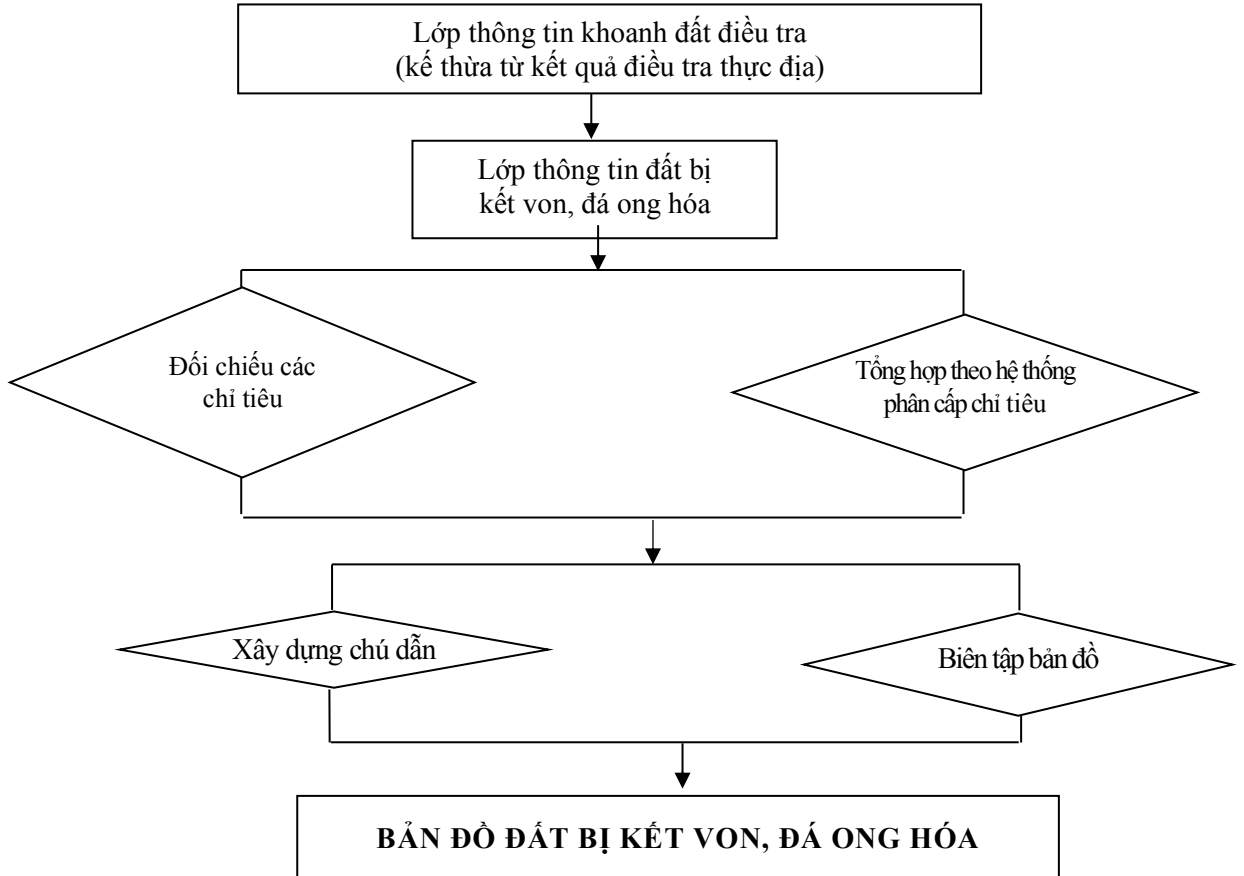 Lớp thông tin khoanh đất điều tra
(kế thừa từ kết quả điều tra thực địa)
Lớp thông tin đất bị
kết von, đá ong hóa
Đối chiếu các
chỉ tiêu
Tổng hợp theo hệ thống
phân cấp chỉ tiêu
Xây dựng chú dẫn
Biên tập bản đồ
BẢN ĐỒ ĐẤT BỊ KẾT VON, ĐÁ ONG HÓA